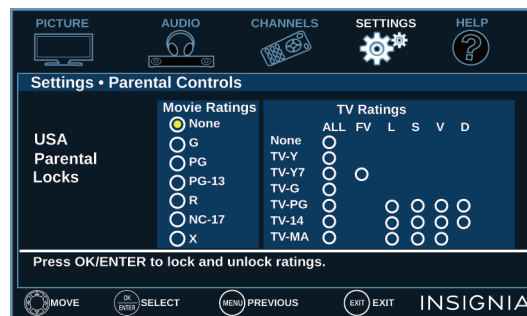 PICTURE AUDIO CHANNELS SETTINGS HELP
?
Settings • Parental Controls
USA
Parental
Locks
Movie Ratings
None
G
PG
PG-13
R
NC-17
X
TV Ratings
ALL FV L S V D
None
TV-Y
TV-Y7
TV-G
TV-PG
TV-14
TV-MA
Press OK/ENTER to lock and unlock ratings.
MOVE OK ENTER SELECT MENU PREVIOUS EXIT EXIT INSIGNIA